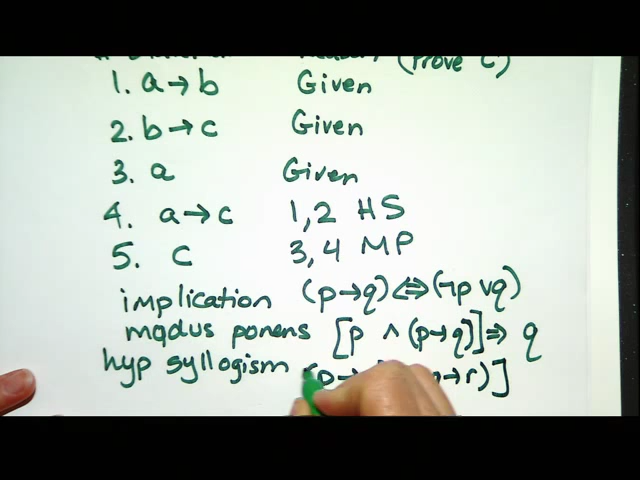 (Prove C)
1. a→b Given
2. b→c Given
3. a Given
4. a→c 1,2 HS
5. C 3,4 MP
implication (p→q)⇔(¬p∨q)
modus ponens [p ∧ (p→q)]⇒ q
hyp syllogism p→ →r)]